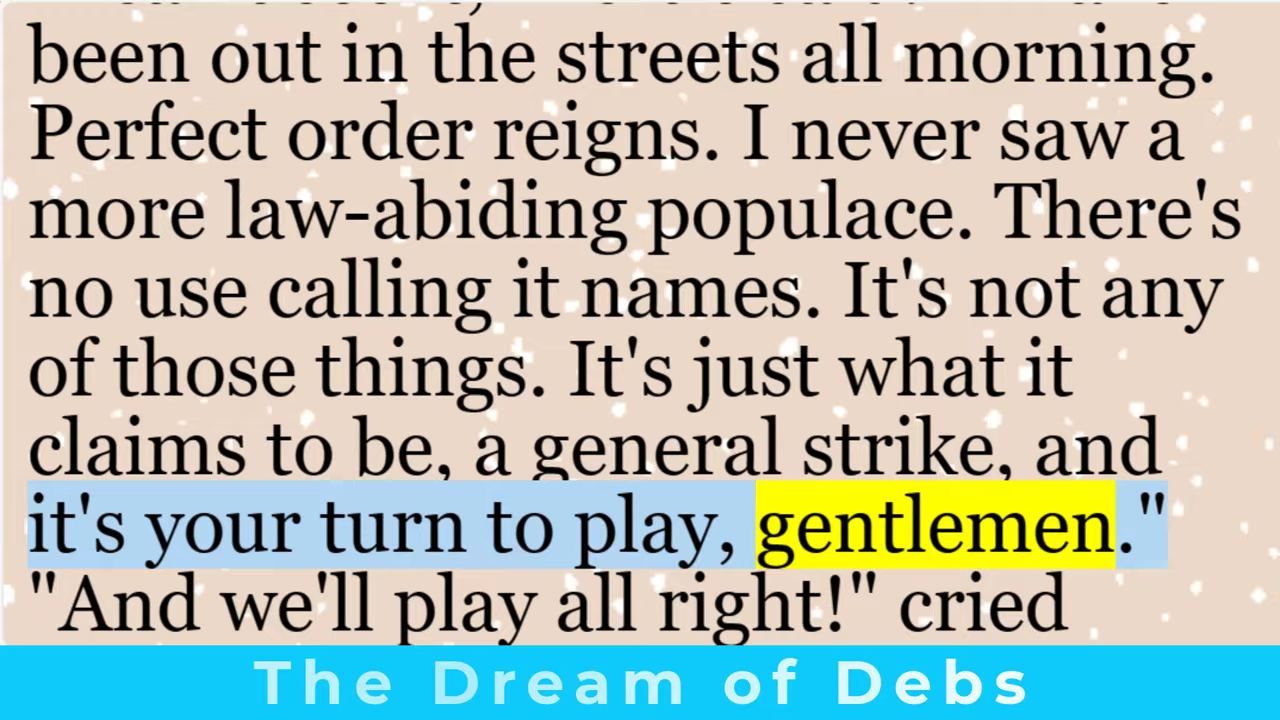 been out in the streets all morning.
Perfect order reigns. I never saw a
more law-abiding populace. There's
no use calling it names. It's not any
of those things. It's just what it
claims to be, a general strike, and
it's your turn to play, gentlemen."
"And we'll play all right!" cried
The Dream of Debs